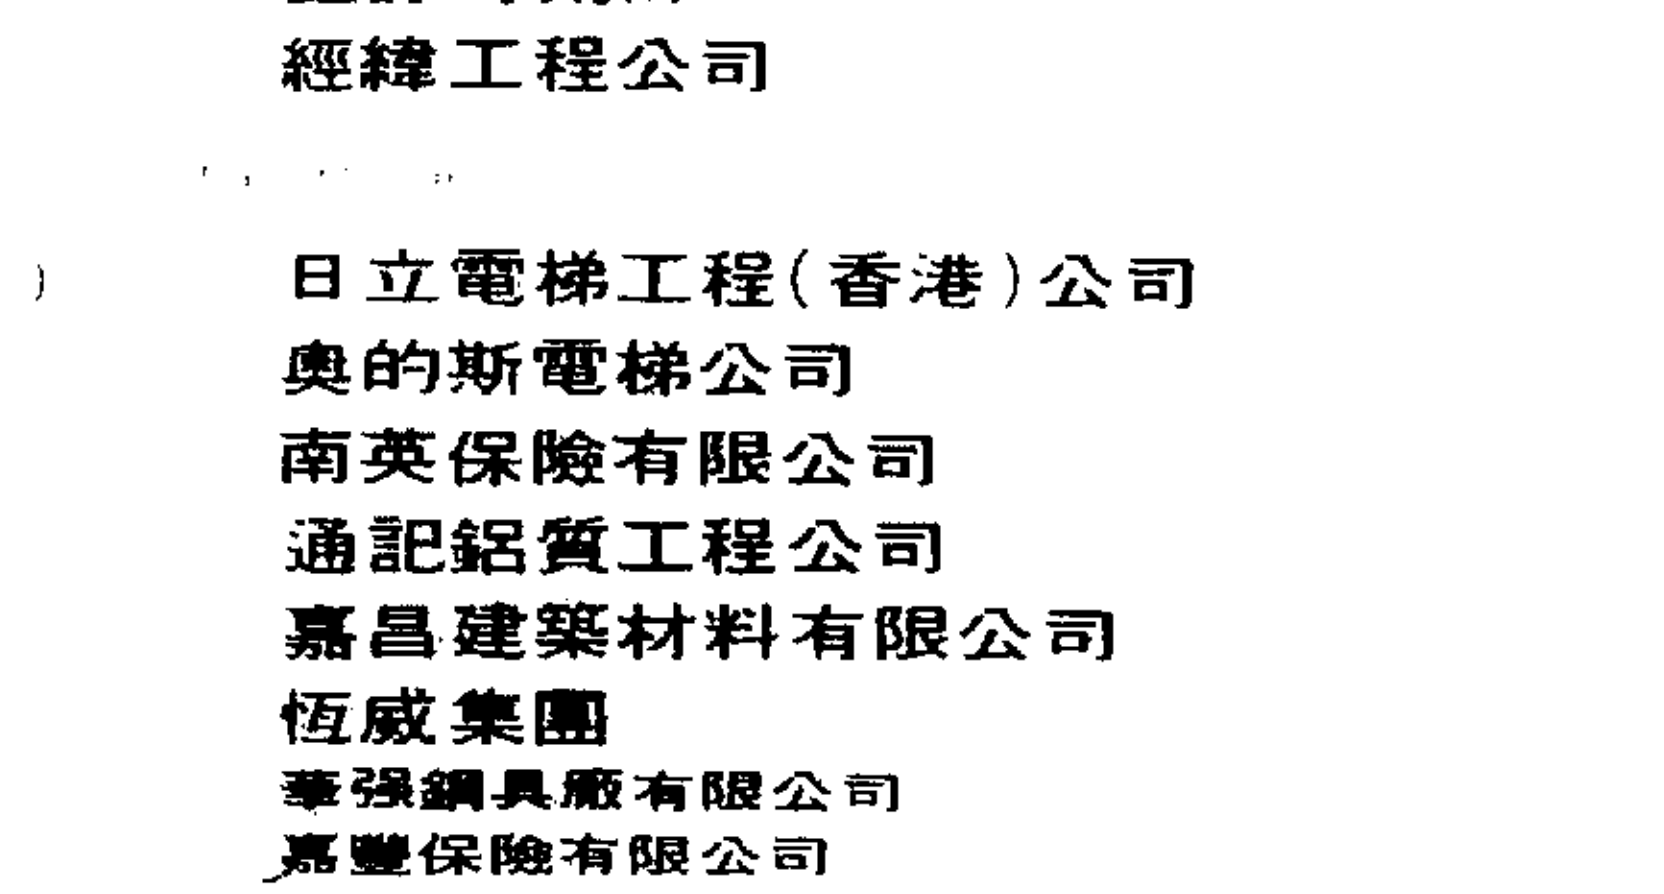 經緯工程公司
日立電梯工程(香港)公司
奧的斯電梯公司
南英保險有限公司
通記鋁質工程公司
嘉昌建築材料有限公司
恆威集團
華强鋼具廠有限公司
嘉豐保險有限公司